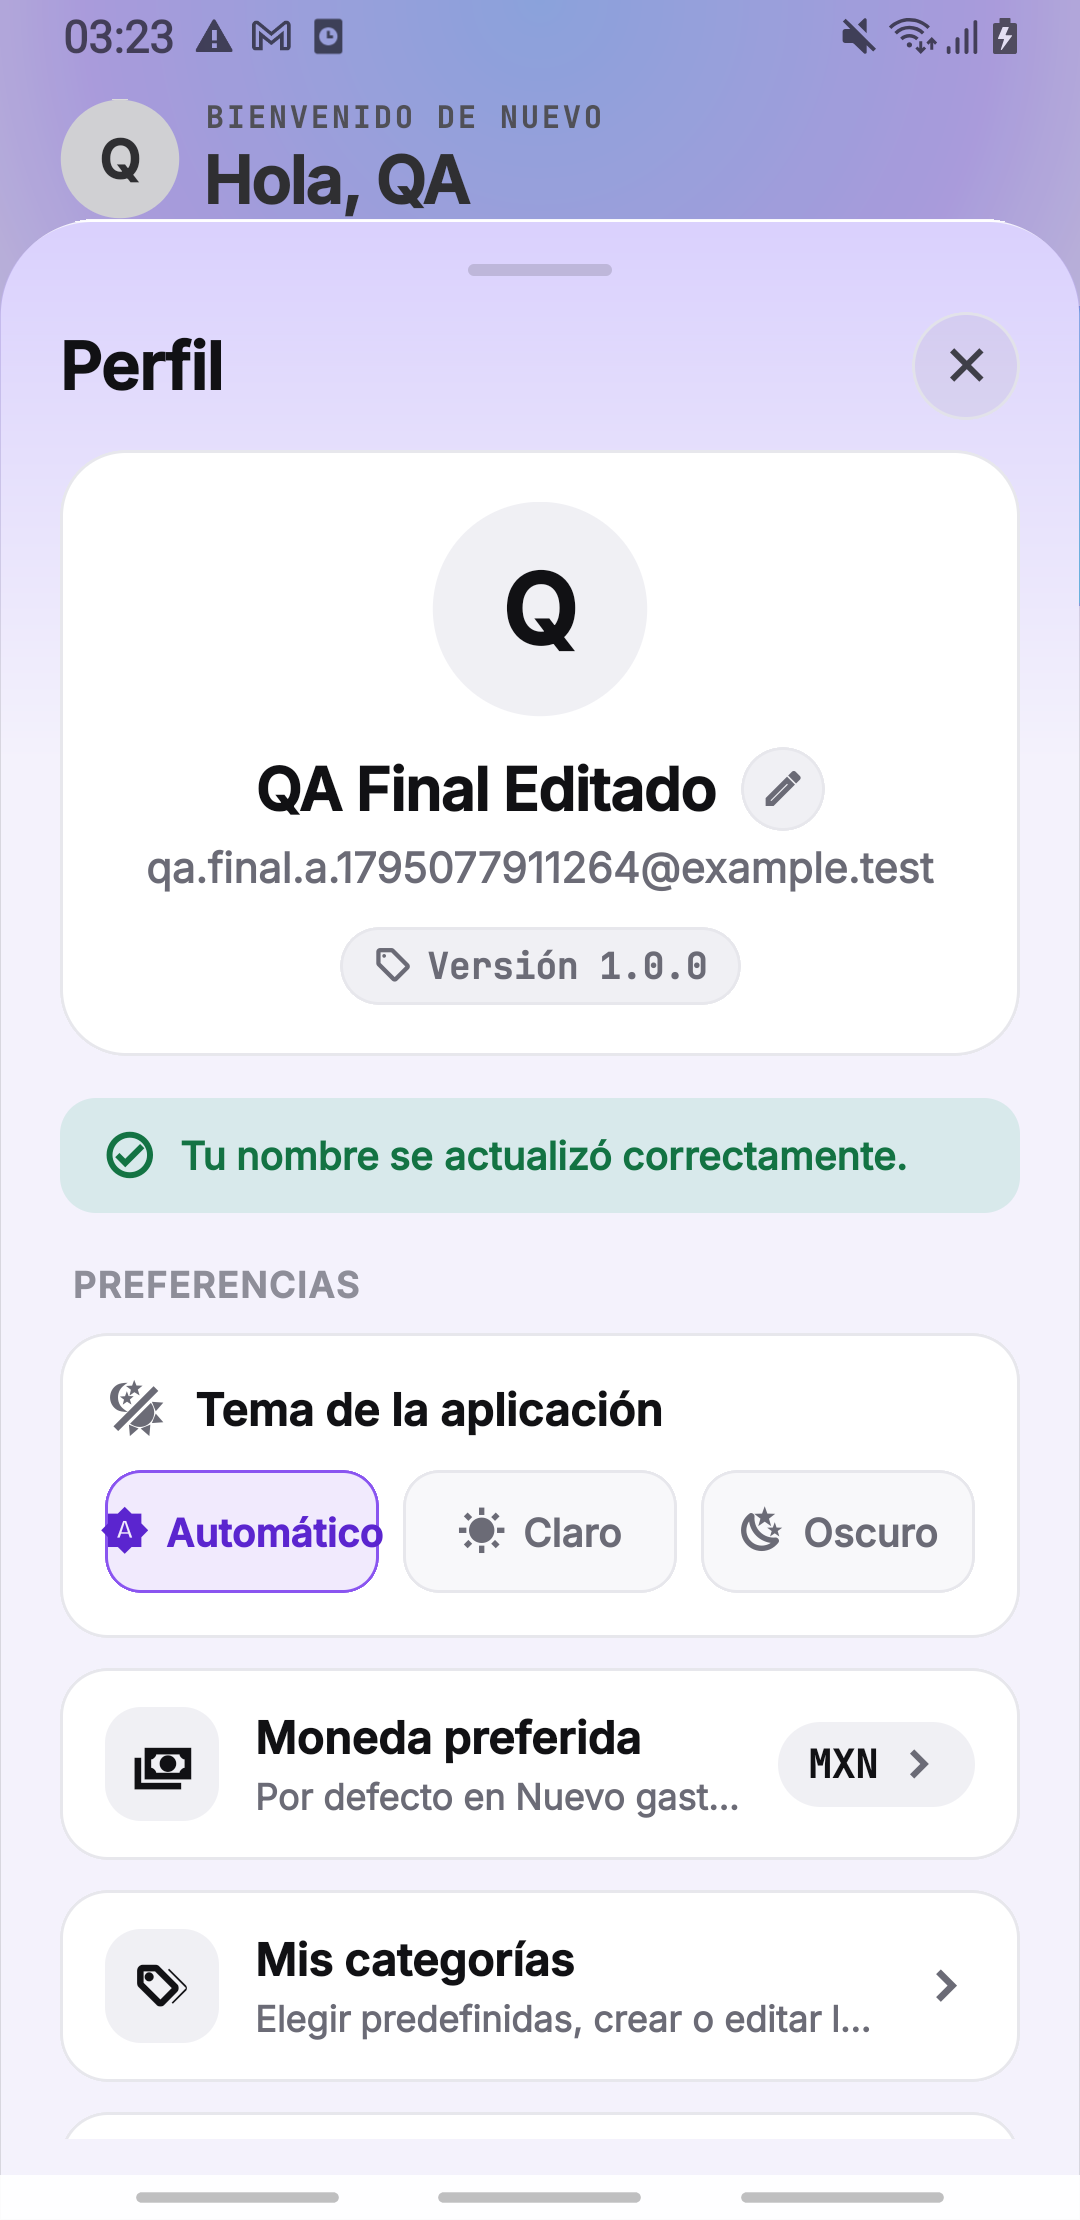 03:23
BIENVENIDO DE NUEVO
Q
Hola, QA
Perfil
Q
QA Final Editado
qa.final.a.1795077911264@example.test
Versión 1.0.0
Tu nombre se actualizó correctamente.
PREFERENCIAS
Tema de la aplicación
A Automático
Claro
Oscuro
Moneda preferida
Por defecto en Nuevo gast...
MXN
Mis categorías
Elegir predefinidas, crear o editar l...